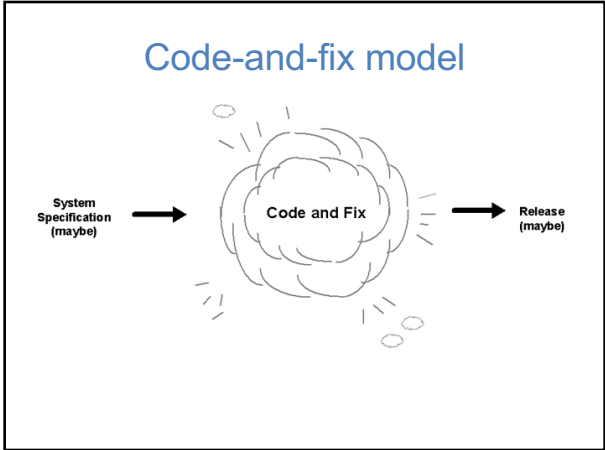 Code-and-fix model
System
Specification
(maybe)
Code and Fix
Release
(maybe)